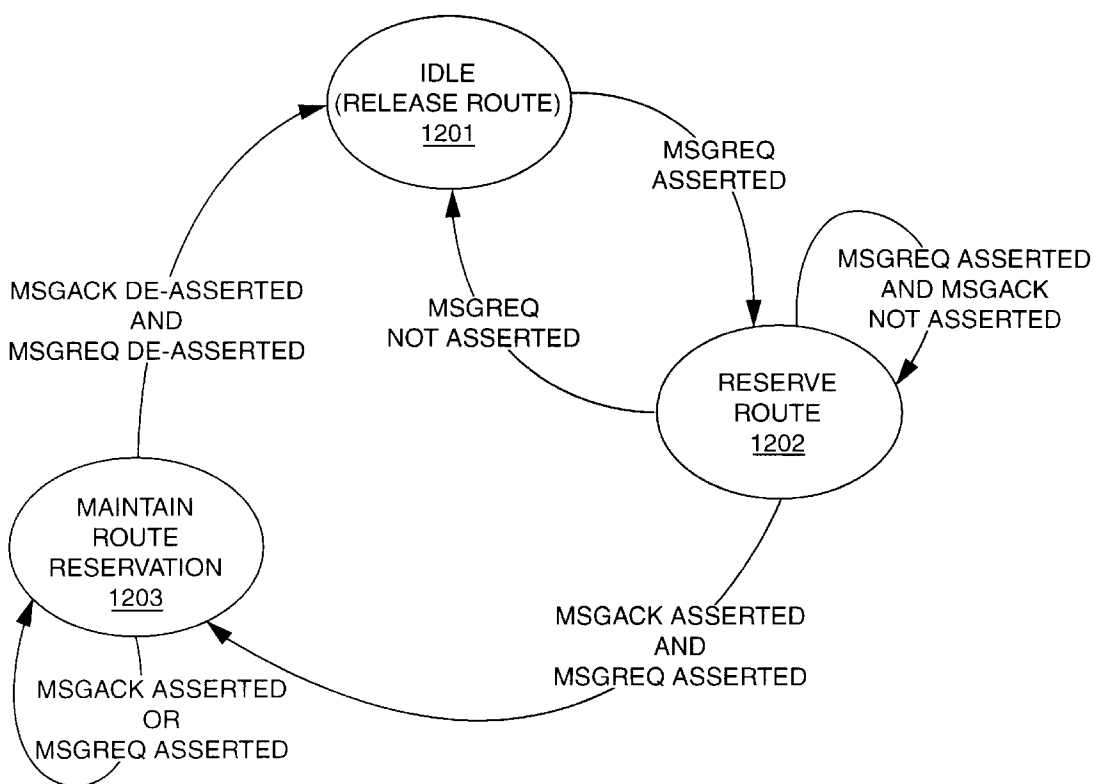 IDLE
(RELEASE ROUTE)
1201
MSGREQ
ASSERTED
MSGREQ ASSERTED
AND MSGACK
NOT ASSERTED
MSGACK DE-ASSERTED
AND
MSGREQ DE-ASSERTED
MSGREQ
NOT ASSERTED
RESERVE
ROUTE
1202
MAINTAIN
ROUTE
RESERVATION
1203
MSGACK ASSERTED
AND
MSGREQ ASSERTED
MSGACK ASSERTED
OR
MSGREQ ASSERTED